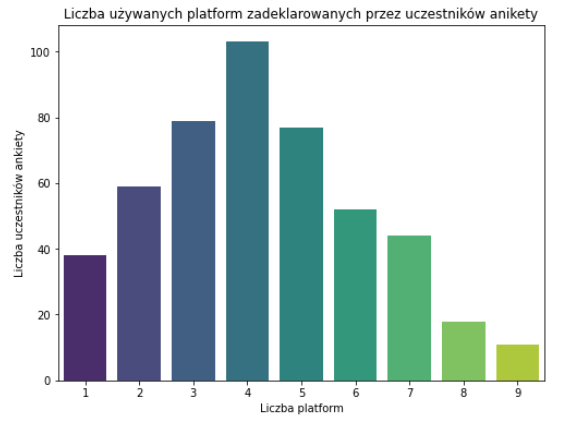 Liczba używanych platform zadeklarowanych przez uczestników anikety
Liczba uczestników ankiety
100
80
60
40
20
0
1 2 3 4 5 6 7 8 9
Liczba platform